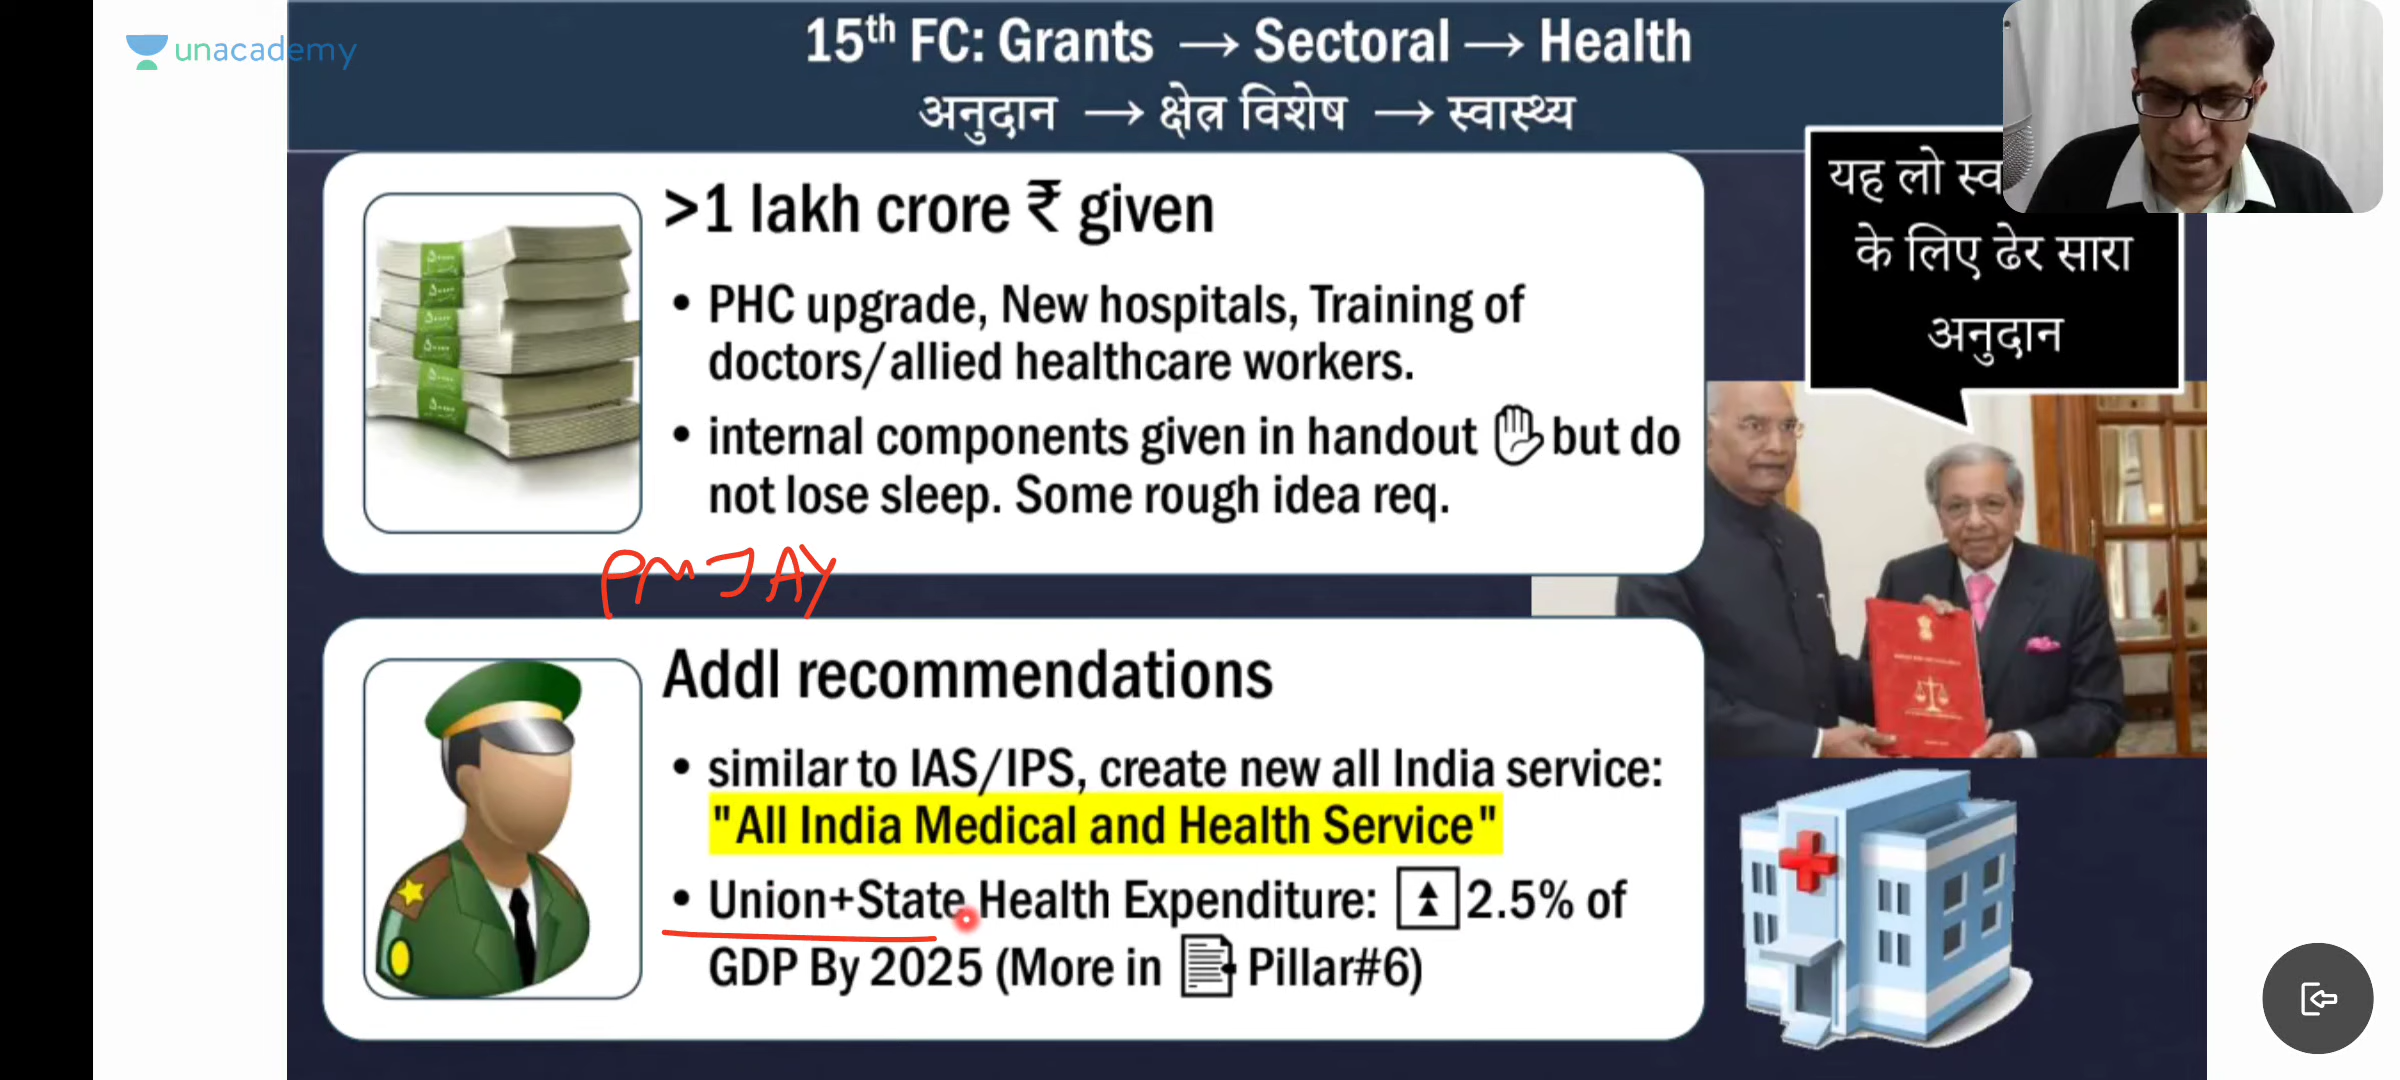 unacademy
15th FC: Grants → Sectoral → Health
अनुदान → क्षेत्र विशेष → स्वास्थ्य
>1 lakh crore ₹ given
• PHC upgrade, New hospitals, Training of
doctors/allied healthcare workers.
• internal components given in handout but do
not lose sleep. Some rough idea req.
यह लो
के लिए ढेर सारा
अनुदान
PMJAY
Addl recommendations
• similar to IAS/IPS, create new all India service:
"All India Medical and Health Service"
• Union+State Health Expenditure: 2.5% of
GDP By 2025 (More in Pillar#6)